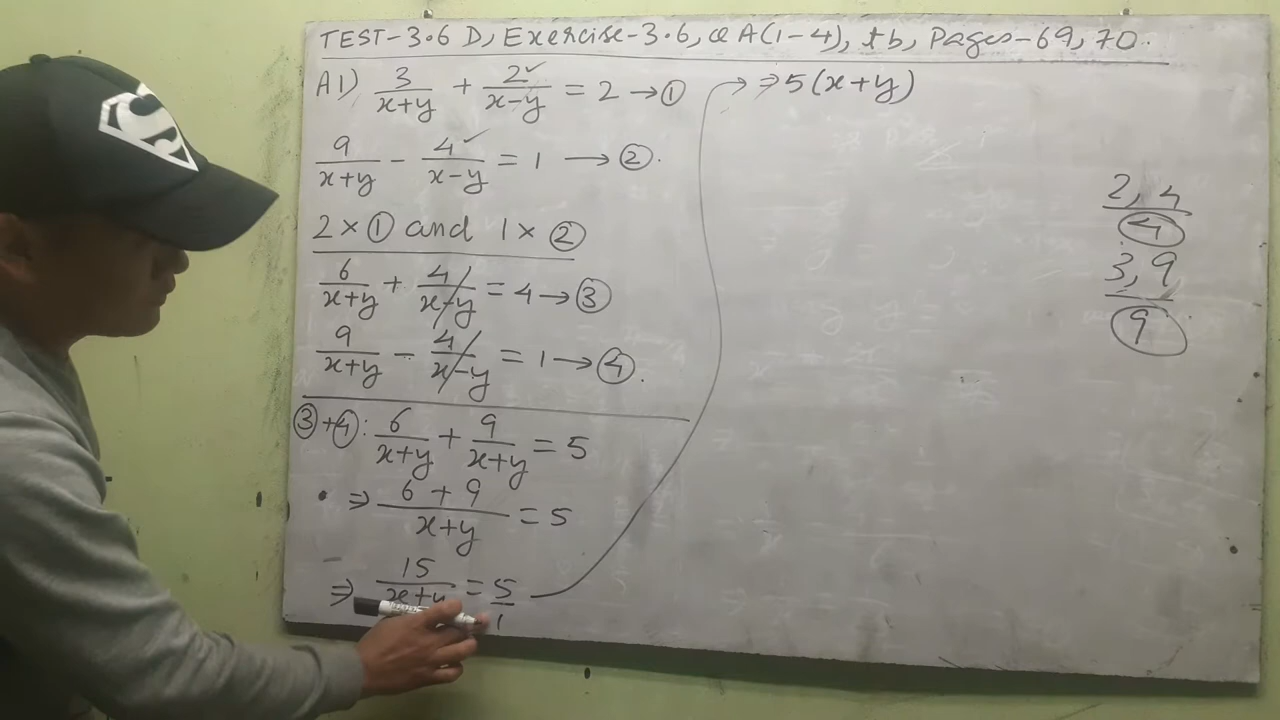 TEST-3.6 D, Exercise-3.6, Q A(1-4), tb, Pages-69, 70..
A1) 3/(x+y) + 2/(x-y) = 2 → ①
9/(x+y) - 4/(x-y) = 1 → ②.
2 × ① and 1 × ②
6/(x+y) + 4/(x-y) = 4 → ③
9/(x+y) - 4/(x-y) = 1 → ④.
③+④: 6/(x+y) + 9/(x+y) = 5
⇒ (6 + 9)/(x+y) = 5
⇒ 15/(x+y) = 5/1
⇒ 5(x+y)
2, 4
4
3, 9
9